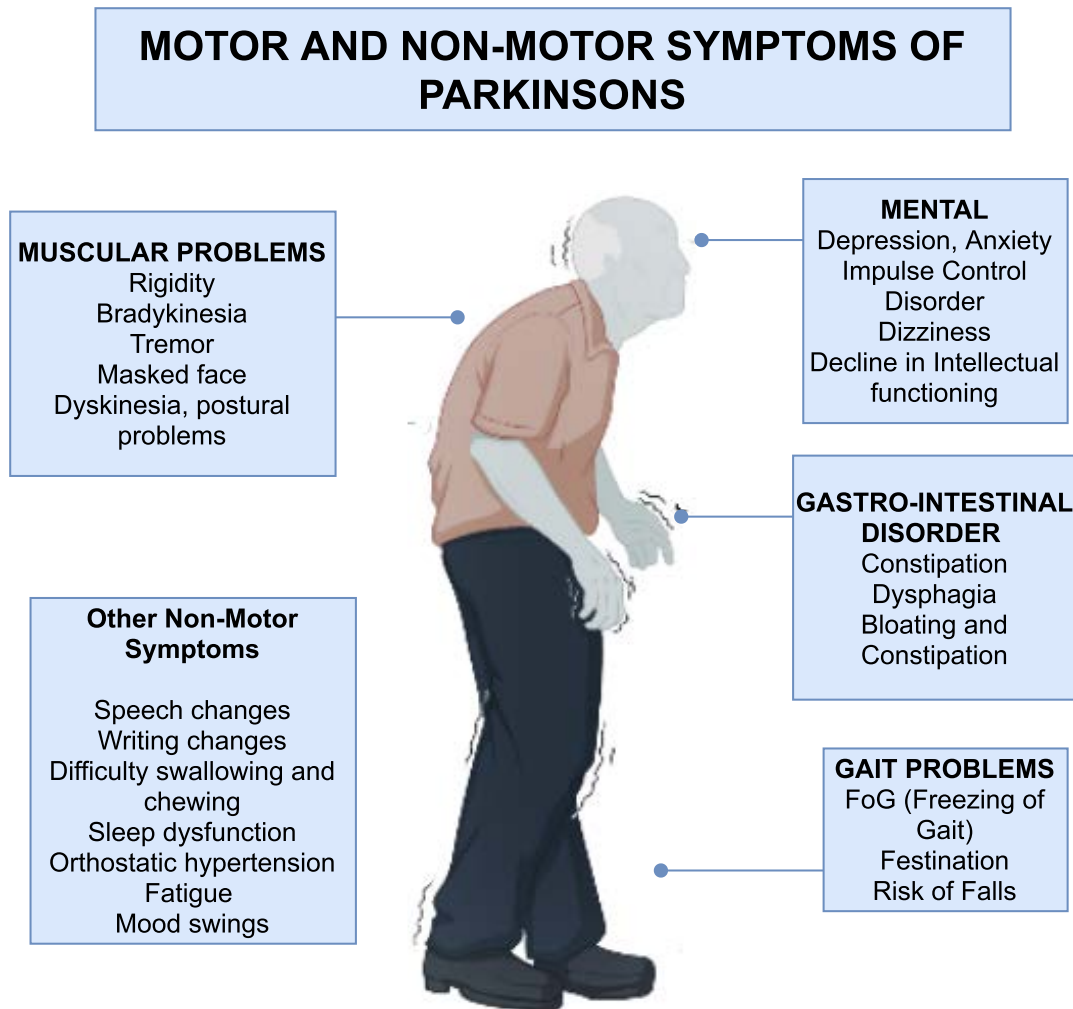 MOTOR AND NON-MOTOR SYMPTOMS OF
PARKINSONS
MUSCULAR PROBLEMS
Rigidity
Bradykinesia
Tremor
Masked face
Dyskinesia, postural
problems
MENTAL
Depression, Anxiety
Impulse Control
Disorder
Dizziness
Decline in Intellectual
functioning
GASTRO-INTESTINAL
DISORDER
Constipation
Dysphagia
Bloating and
Constipation
Other Non-Motor
Symptoms
Speech changes
Writing changes
Difficulty swallowing and
chewing
Sleep dysfunction
Orthostatic hypertension
Fatigue
Mood swings
GAIT PROBLEMS
FoG (Freezing of
Gait)
Festination
Risk of Falls